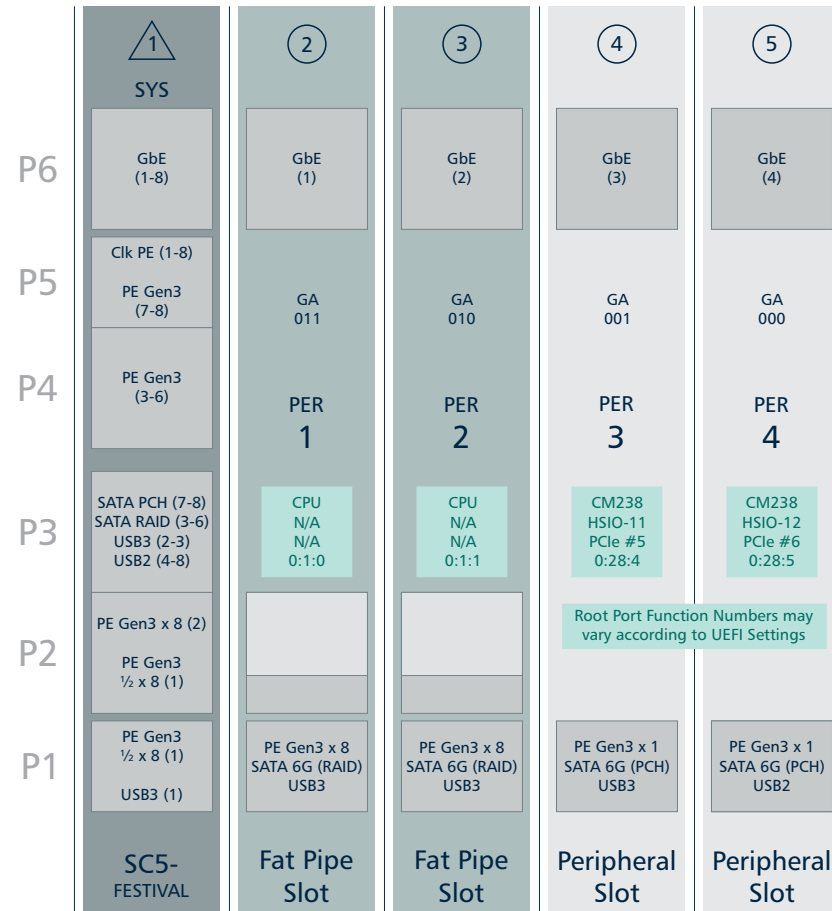 1
2
3
4
5
SYS
P6
GbE
(1-8)
GbE
(1)
GbE
(2)
GbE
(3)
GbE
(4)
P5
Clk PE (1-8)
PE Gen3
(7-8)
GA
011
GA
010
GA
001
GA
000
P4
PE Gen3
(3-6)
PER
1
PER
2
PER
3
PER
4
P3
SATA PCH (7-8)
SATA RAID (3-6)
USB3 (2-3)
USB2 (4-8)
CPU
N/A
N/A
0:1:0
CPU
N/A
N/A
0:1:1
CM238
HSIO-11
PCIe #5
0:28:4
CM238
HSIO-12
PCIe #6
0:28:5
P2
PE Gen3 x 8 (2)
PE Gen3
½ x 8 (1)
Root Port Function Numbers may
vary according to UEFI Settings
P1
PE Gen3
½ x 8 (1)
USB3 (1)
PE Gen3 x 8
SATA 6G (RAID)
USB3
PE Gen3 x 8
SATA 6G (RAID)
USB3
PE Gen3 x 1
SATA 6G (PCH)
USB3
PE Gen3 x 1
SATA 6G (PCH)
USB2
SC5-
FESTIVAL
Fat Pipe
Slot
Fat Pipe
Slot
Peripheral
Slot
Peripheral
Slot